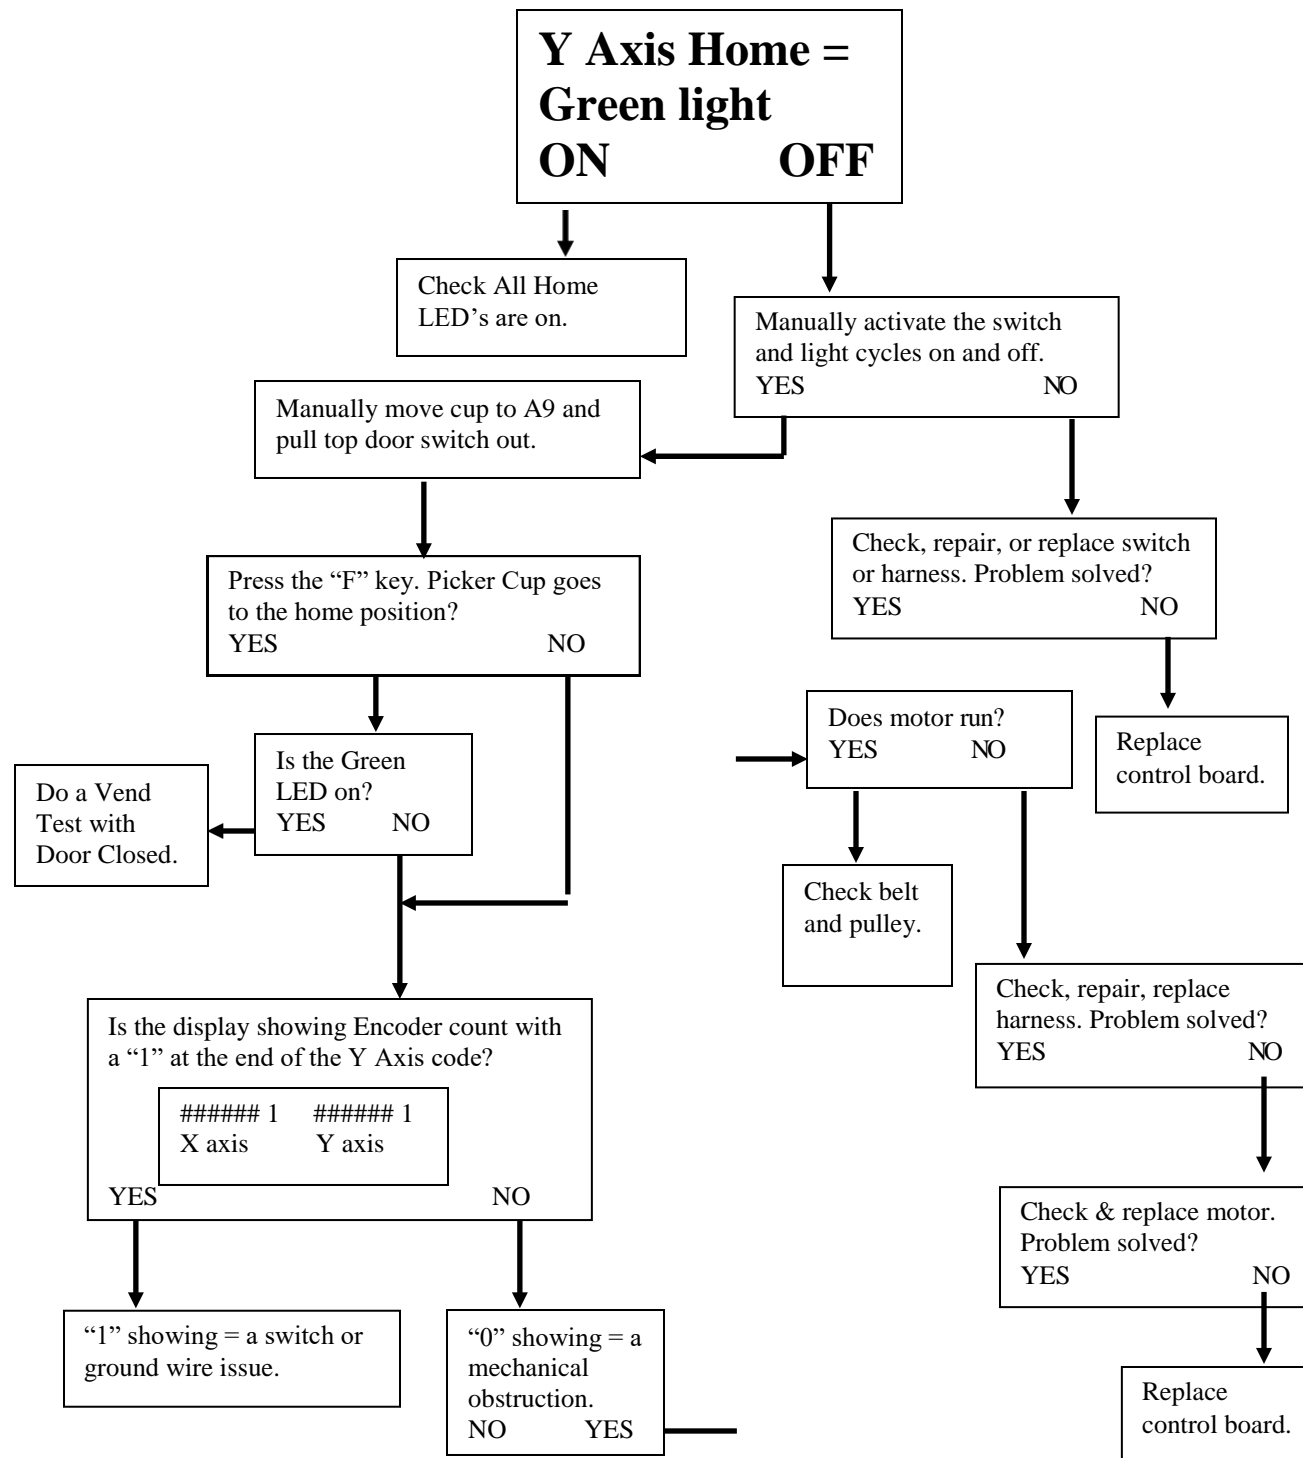 Y Axis Home =
Green light
ON OFF
Check All Home
LED’s are on.
Manually activate the switch
and light cycles on and off.
YES NO
Manually move cup to A9 and
pull top door switch out.
Check, repair, or replace switch
or harness. Problem solved?
YES NO
Press the “F” key. Picker Cup goes
to the home position?
YES NO
Does motor run?
YES NO
Replace
control board.
Is the Green
LED on?
YES NO
Do a Vend
Test with
Door Closed.
Check belt
and pulley.
Check, repair, replace
harness. Problem solved?
YES NO
Is the display showing Encoder count with
a “1” at the end of the Y Axis code?
###### 1 ###### 1
X axis Y axis
YES NO
Check & replace motor.
Problem solved?
YES NO
“1” showing = a switch or
ground wire issue.
“0” showing = a
mechanical
obstruction.
NO YES
Replace
control board.